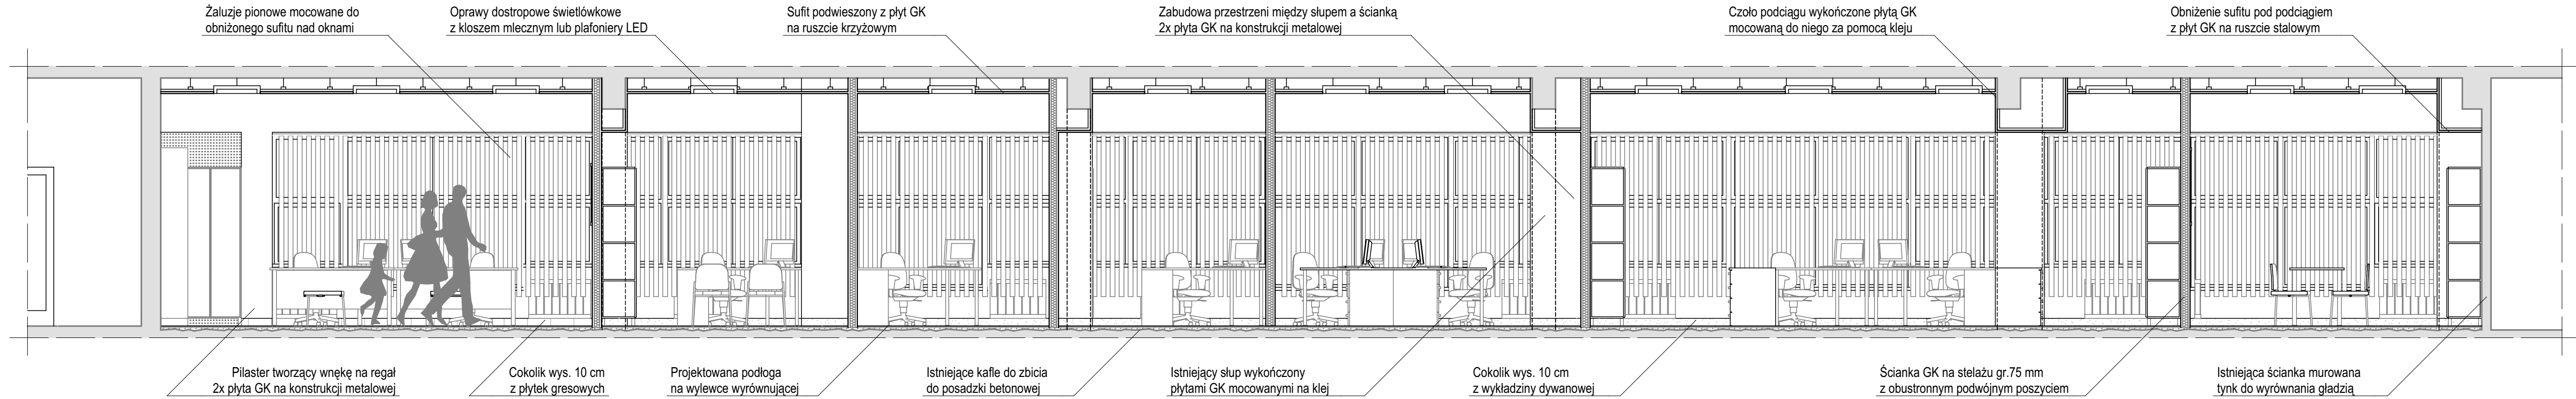 Żaluzje pionowe mocowane do
obniżonego sufitu nad oknami
Oprawy dostropowe świetlówkowe
z kloszem mlecznym lub plafoniery LED
Sufit podwieszony z płyt GK
na ruszcie krzyżowym
Zabudowa przestrzeni między słupem a ścianką
2x płyta GK na konstrukcji metalowej
Czoło podciągu wykończone płytą GK
mocowaną do niego za pomocą kleju
Obniżenie sufitu pod podciągiem
z płyt GK na ruszcie stalowym
Pilaster tworzący wnękę na regał
2x płyta GK na konstrukcji metalowej
Cokolik wys. 10 cm
z płytek gresowych
Projektowana podłoga
na wylewce wyrównującej
Istniejące kafle do zbicia
do posadzki betonowej
Istniejący słup wykończony
płytami GK mocowanymi na klej
Cokolik wys. 10 cm
z wykładziny dywanowej
Ścianka GK na stelażu gr.75 mm
z obustronnym podwójnym poszyciem
Istniejąca ścianka murowana
tynk do wyrównania gładzią